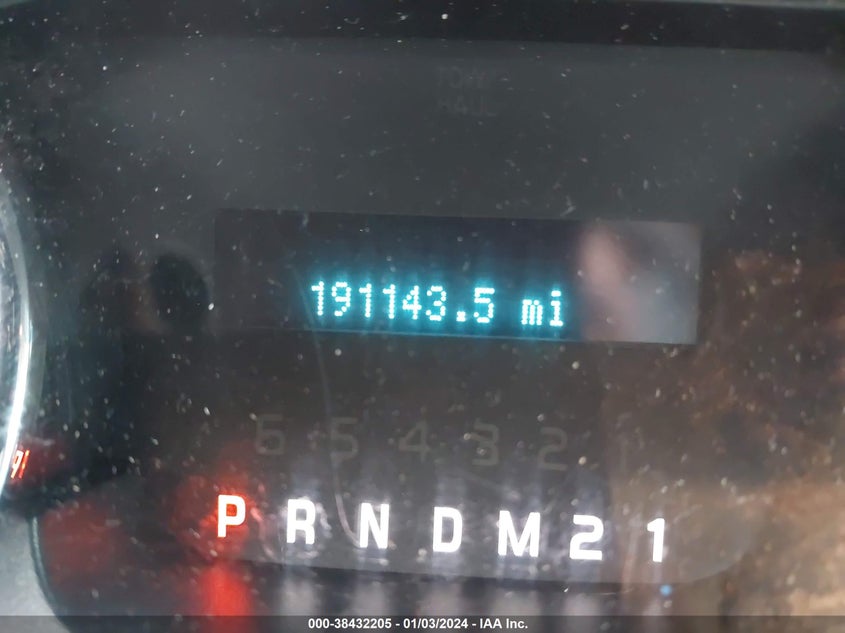 TOW
HAUL
191143.5 mi
6 5 4 3 2 1
P R N D M 2 1
000-38432205 - 01/03/2024 - IAA Inc.